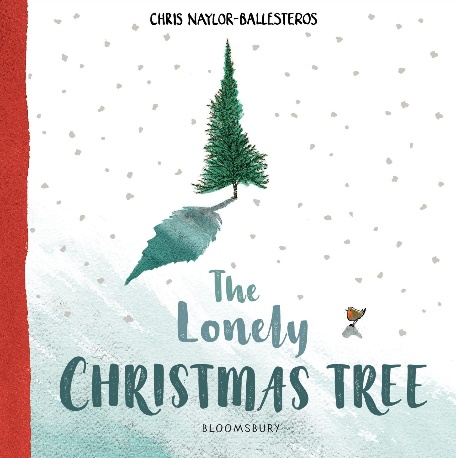 CHRIS NAYLOR-BALLESTEROS
The
Lonely
CHRISTMAS TREE
BLOOMSBURY